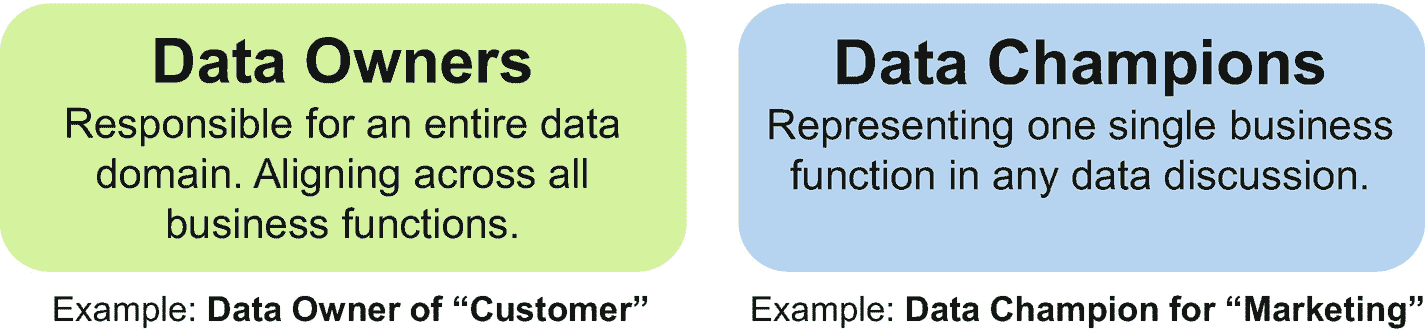 Data Owners
Responsible for an entire data
domain. Aligning across all
business functions.
Example: Data Owner of “Customer”
Data Champions
Representing one single business
function in any data discussion.
Example: Data Champion for “Marketing”